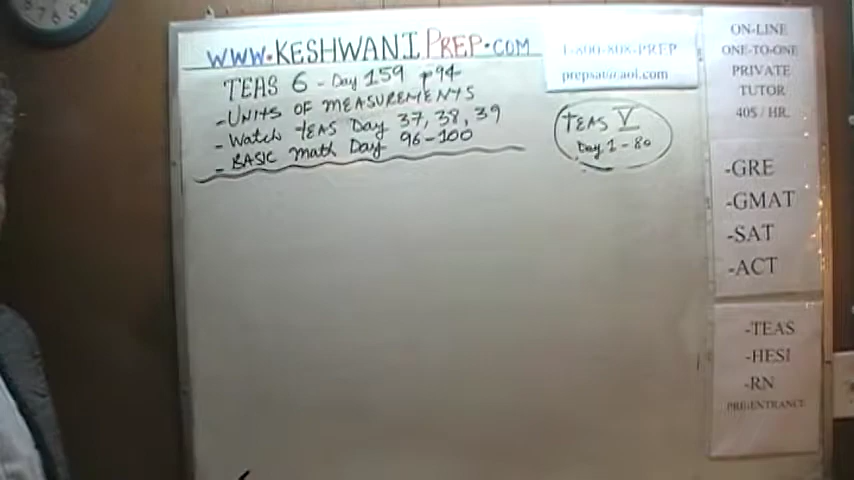 WWW.KESHWANIPREP.COM
TEAS 6 - Day 159 p94
- UNITS OF MEASUREMENTS
- Watch TEAS Day 37, 38, 39
- BASIC Math Day 96-100
1-800-808-PREP
prepsat@aol.com
TEAS V
Day 1-80
ON-LINE
ONE-TO-ONE
PRIVATE
TUTOR
40$ / HR.
-GRE
-GMAT
-SAT
-ACT
-TEAS
-HESI
-RN
PRE-ENTRANCE